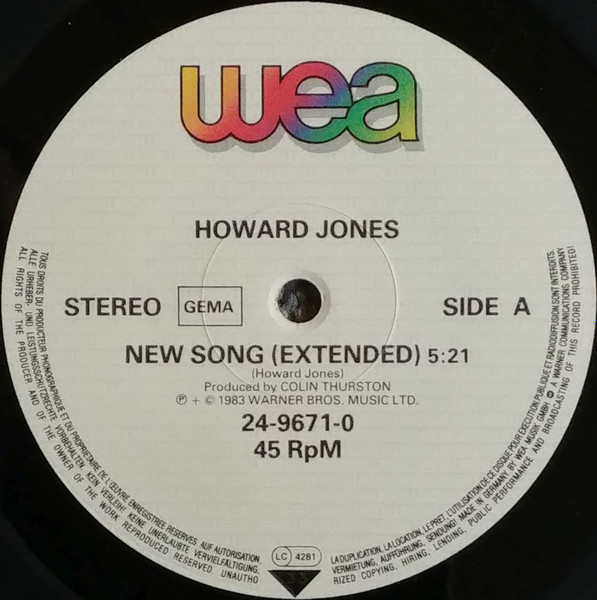 wea
HOWARD JONES
STEREO GEMA SIDE A
NEW SONG (EXTENDED) 5:21
(Howard Jones)
Produced by COLIN THURSTON
℗ + © 1983 WARNER BROS. MUSIC LTD.
24-9671-0
45 RpM
TOUS DROITS DU PRODUCTEUR PHONOGRAPHIQUE ET DU PROPRIETAIRE DE L'ŒUVRE ENREGISTREE RESERVES AUF AUTORISATION
ALLE URHEBER, UND LEISTUNGSSCHUTZRECHTE VORBEHALTEN. KEIN VERLEIH! KEINE UNERLAUBTE VERVIELFÄLTIGUNG,
ALL RIGHTS OF THE PRODUCER AND OF THE OWNER OF THE WORK REPRODUCED RESERVED. UNAUTHO
LC 4281
LA DUPLICATION, LA LOCATION, LE PRET, L'UTILISATION DE CE DISQUE POUR EXECUTION PUBLIQUE ET RADIODIFFUSION SONT INTERDITS.
VERMIETUNG, AUFFÜHRUNG, SENDUNG! MADE IN GERMANY BY WEA MUSIK GMBH A WARNER COMMUNICATIONS COMPANY
RIZED COPYING, HIRING, LENDING, PUBLIC PERFORMANCE AND BROADCASTING OF THIS RECORD PROHIBITED!